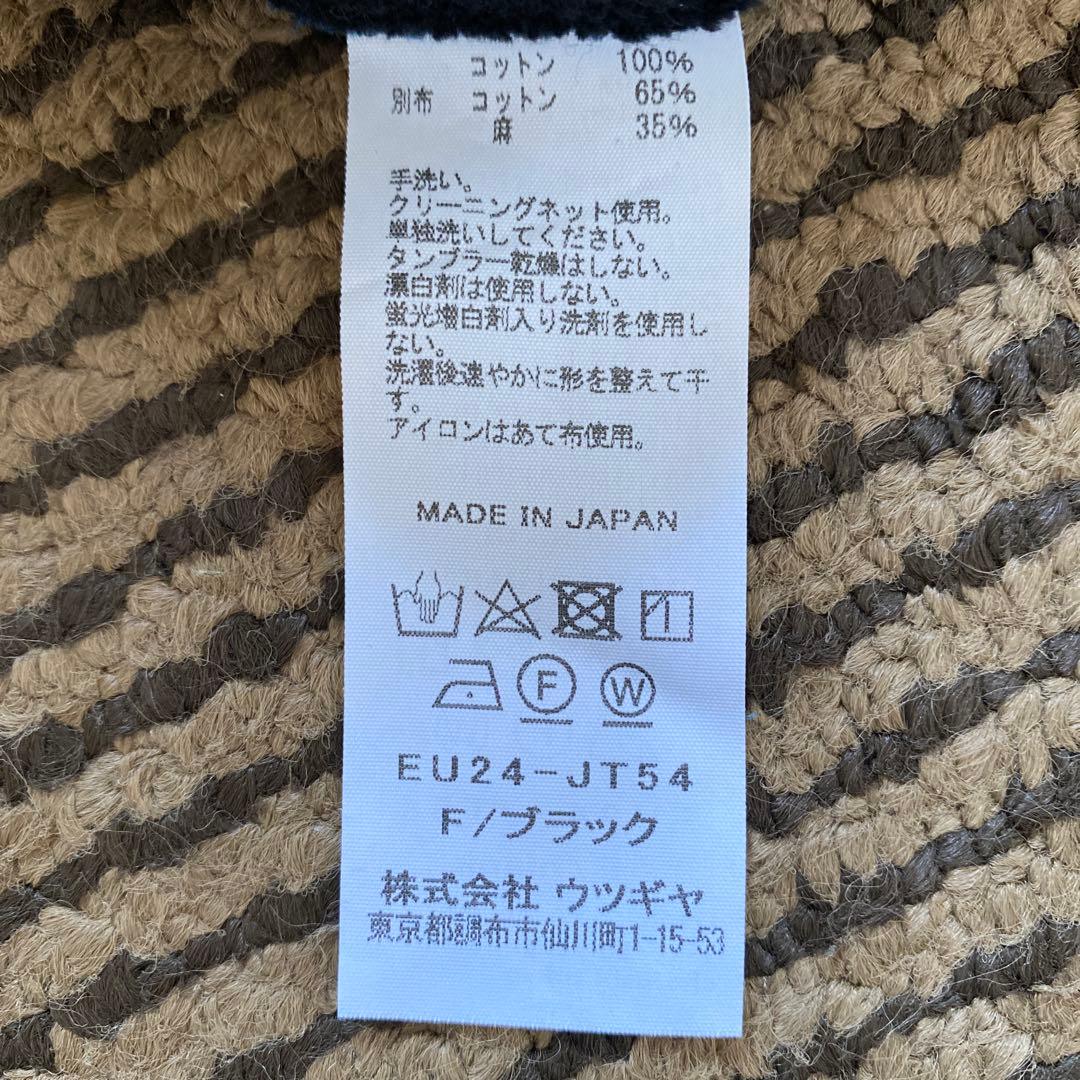 コットン 100%
別布 コットン 65%
麻 35%
手洗い。
クリーニングネット使用。
単独洗いしてください。
タンブラー乾燥はしない。
漂白剤は使用しない。
蛍光増白剤入り洗剤を使用し
ない。
洗濯後速やかに形を整えて干
す。
アイロンはあて布使用。
MADE IN JAPAN
F W
EU24-JT54
F/ブラック
株式会社 ウツギヤ
東京都調布市仙川町1-15-53